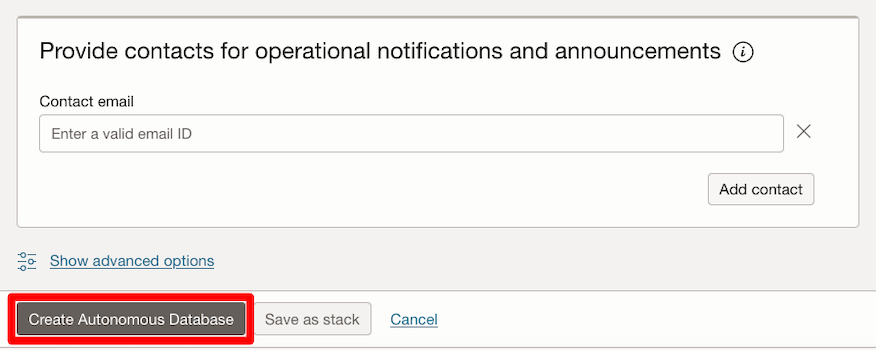 Provide contacts for operational notifications and announcements
Contact email
Enter a valid email ID
Add contact
Show advanced options
Create Autonomous Database Save as stack Cancel